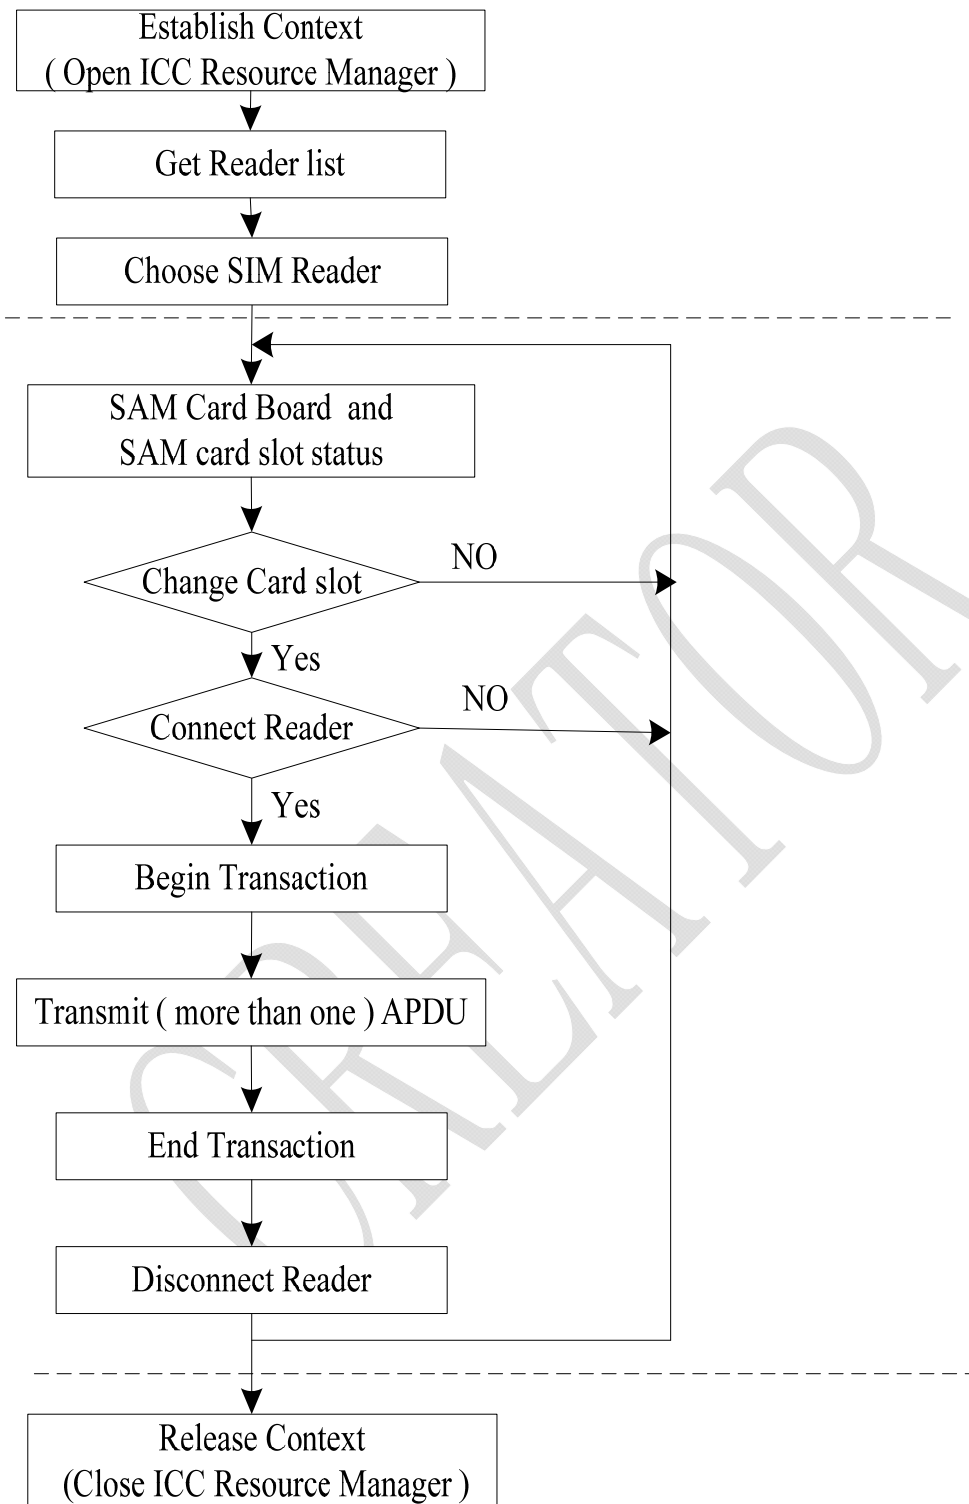 Establish Context
( Open ICC Resource Manager )
Get Reader list
Choose SIM Reader
SAM Card Board and
SAM card slot status
Change Card slot
NO
Yes
Connect Reader
NO
Yes
Begin Transaction
Transmit ( more than one ) APDU
End Transaction
Disconnect Reader
Release Context
(Close ICC Resource Manager )
CREATOR